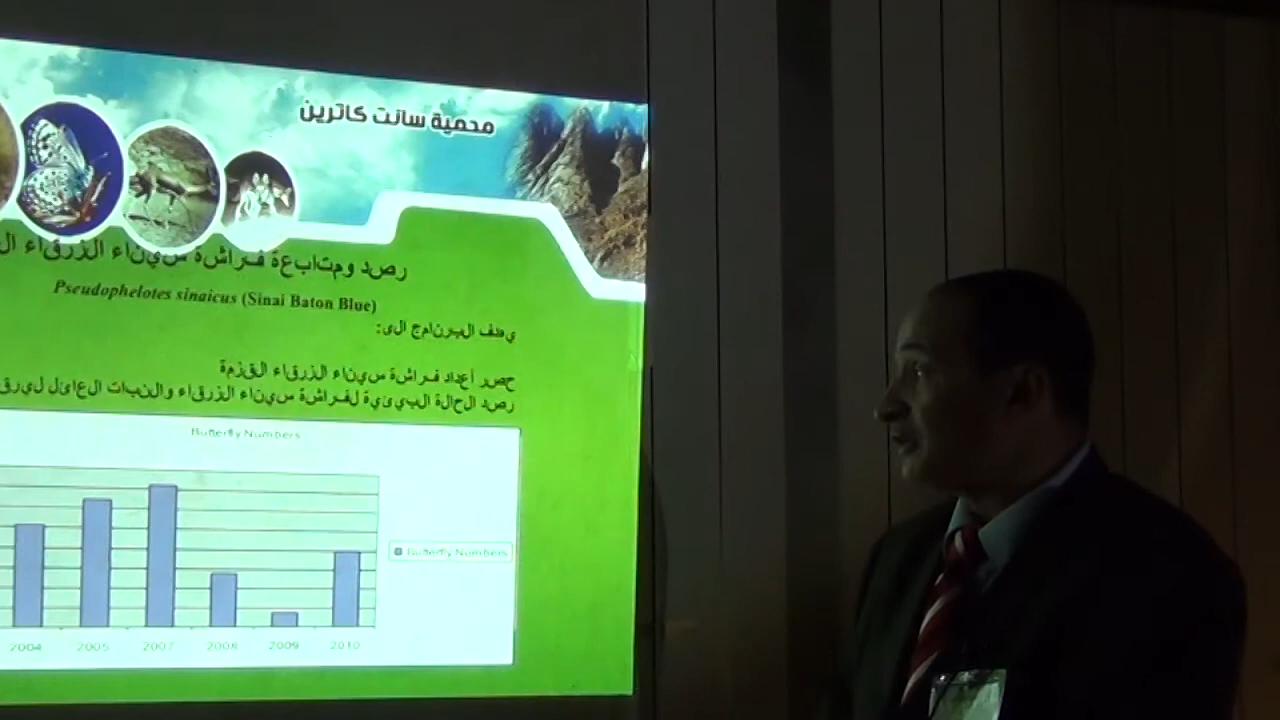 محمية سانت كاترين
رصد ومتابعة فراشة سيناء الزرقاء
Pseudophelotes sinaicus (Sinai Baton Blue)
يهدف البرنامج الى:
حصر أعداد فراشة سيناء الزرقاء القزمة
رصد الحالة البيئية لفراشة سيناء الزرقاء والنبات العائل
Butterfly Numbers
Butterfly Numbers
2004 2005 2007 2008 2009 2010